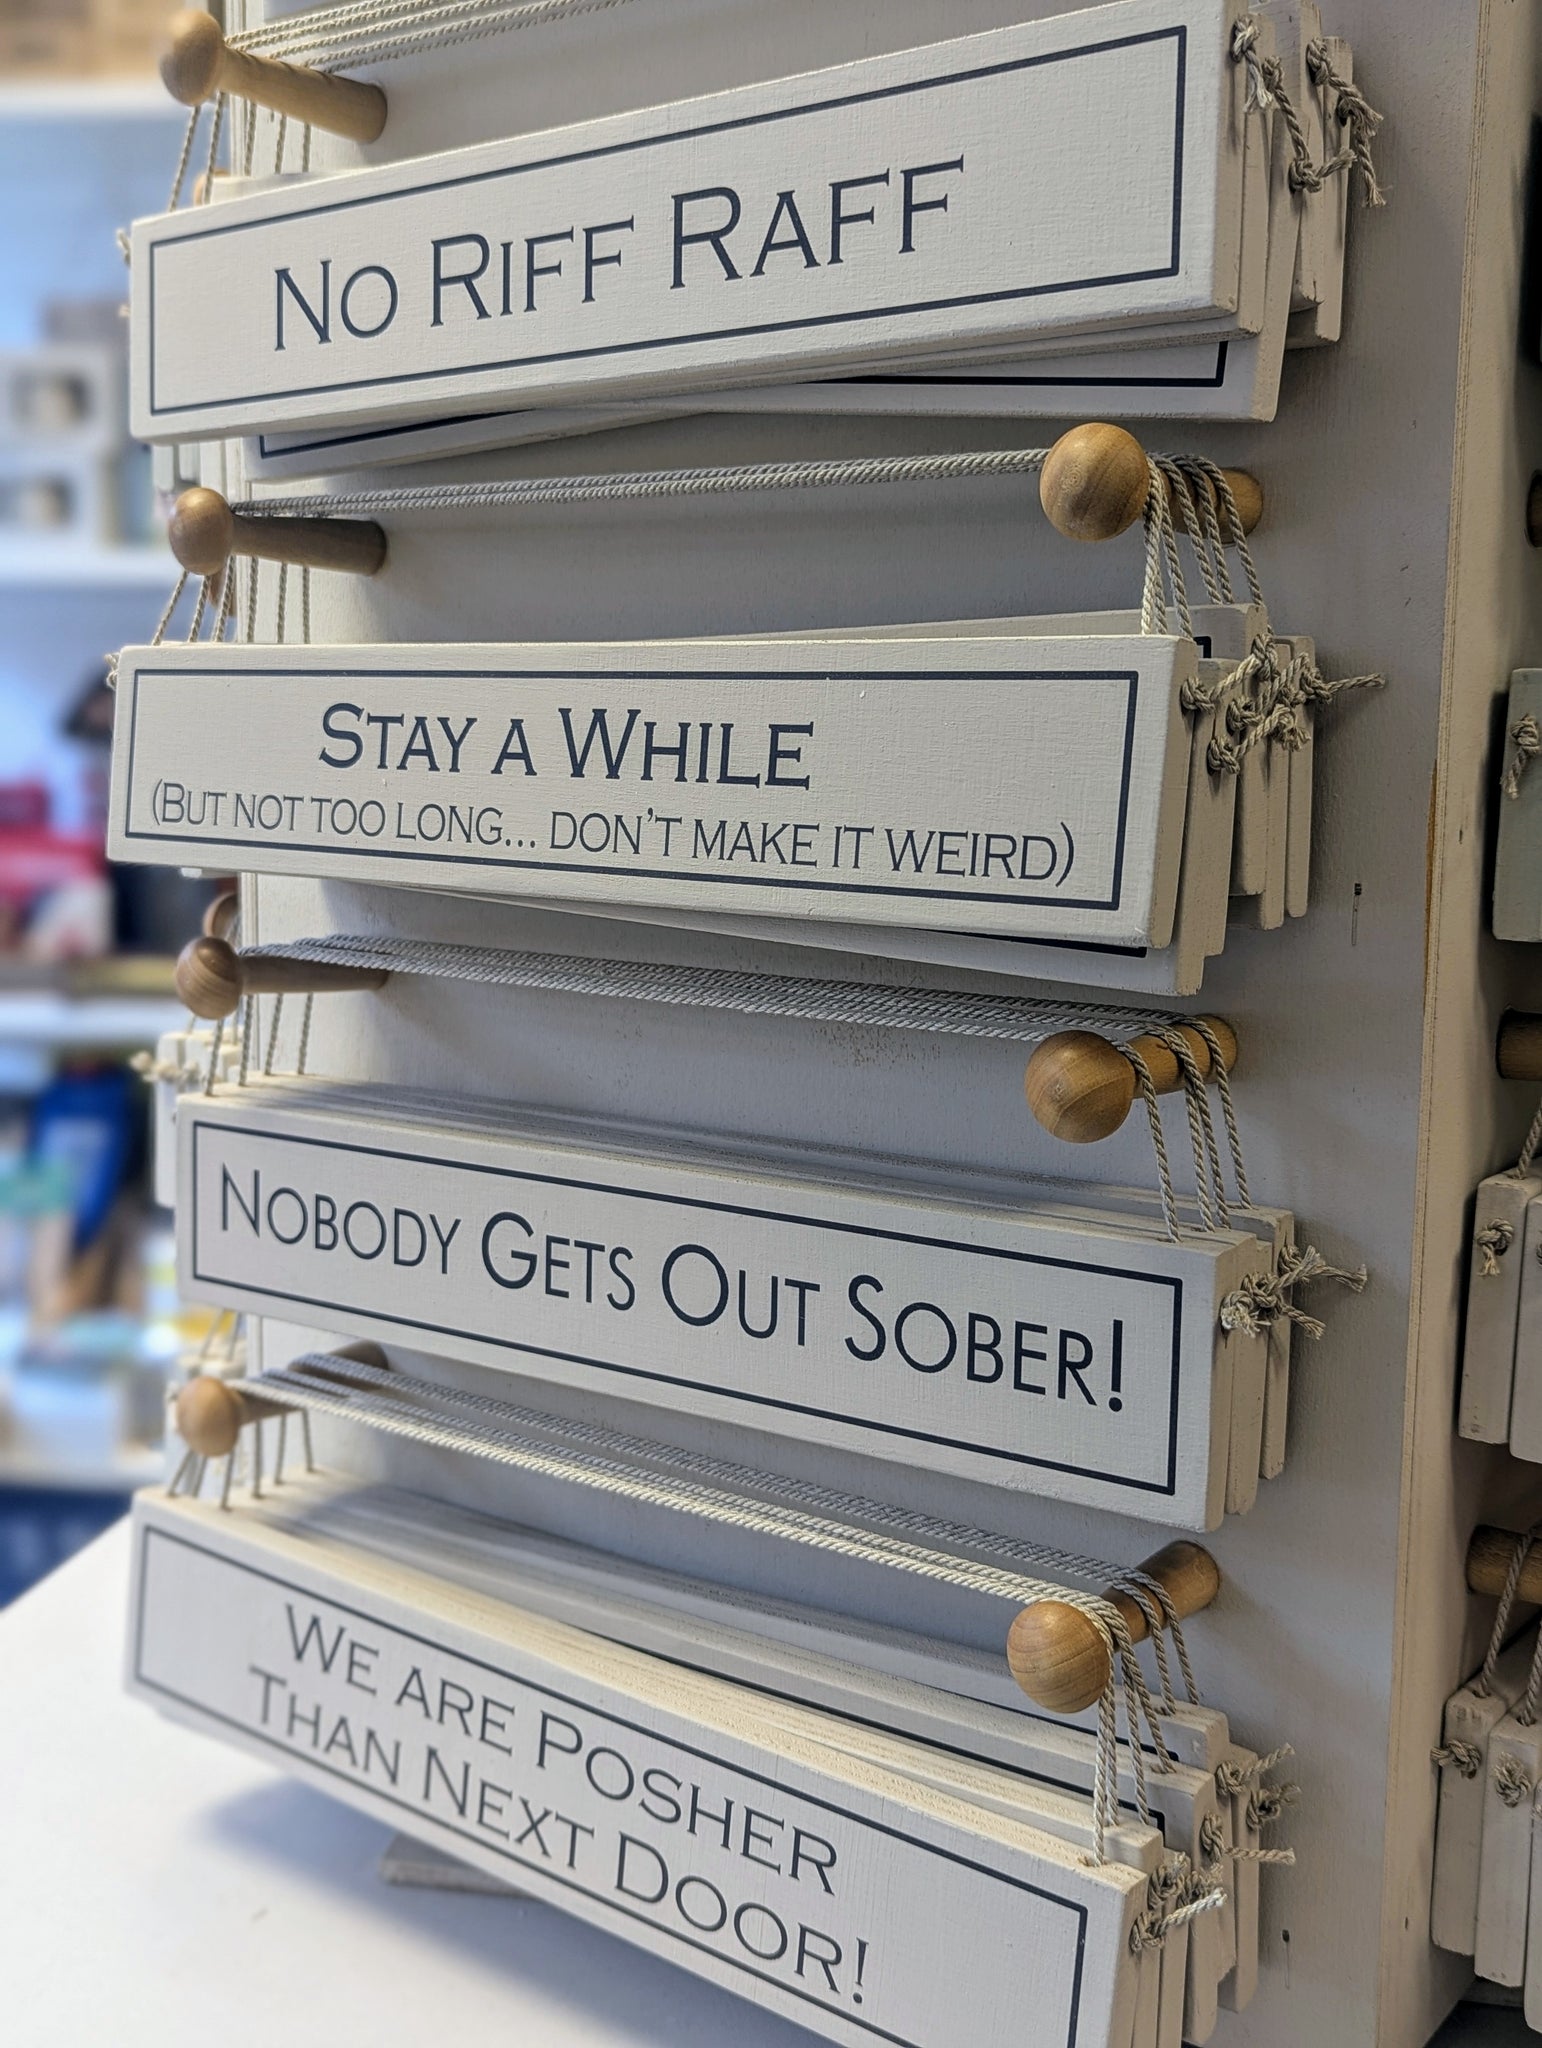 No Riff Raff
Stay a While
(But not too long... don't make it weird)
Nobody Gets Out Sober!
We are Posher
Than Next Door!